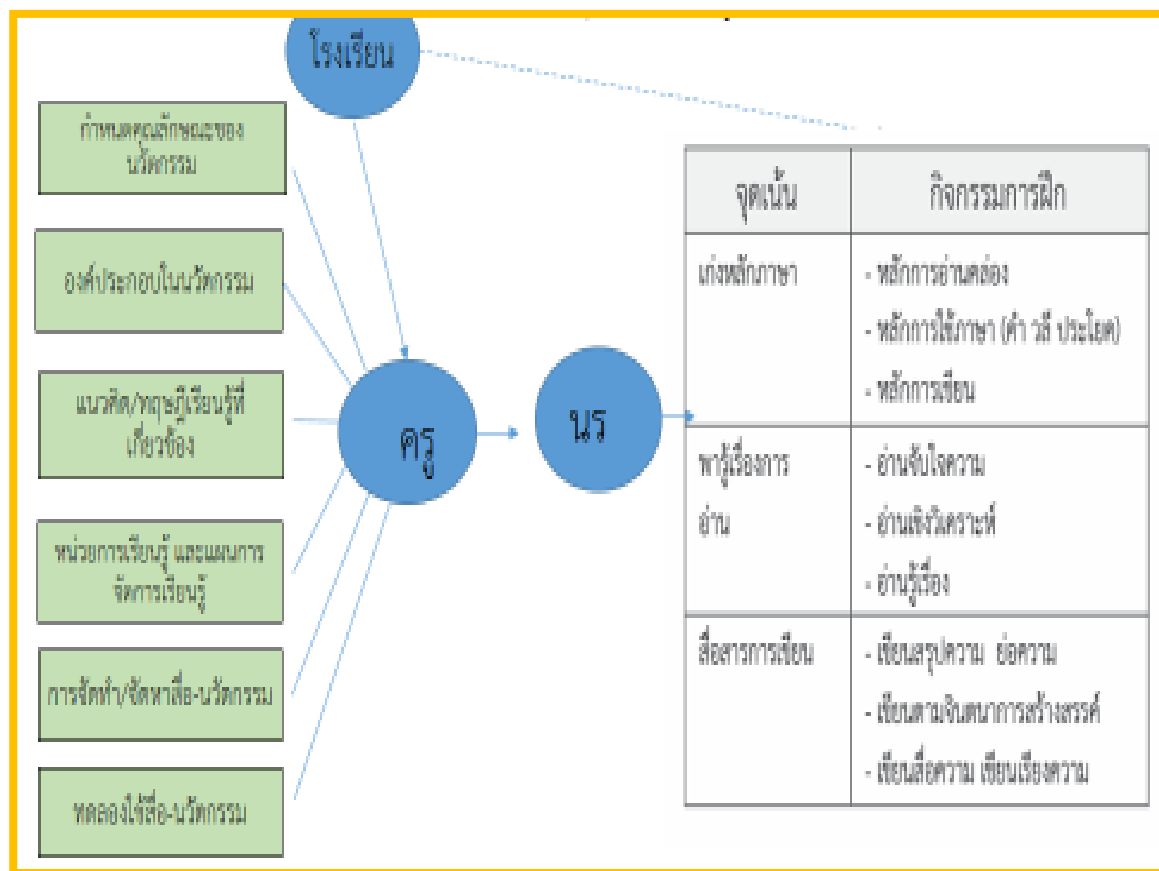 โรงเรียน
กำหนดคุณลักษณะของ
นวัตกรรม
องค์ประกอบในนวัตกรรม
แนวคิด/ทฤษฎีเรียนรู้ที่
เกี่ยวข้อง
หน่วยการเรียนรู้ และแผนการ
จัดการเรียนรู้
การจัดทำ/จัดหาสื่อ-นวัตกรรม
ทดลองใช้สื่อ-นวัตกรรม
ครู
นร
จุดเน้น
กิจกรรมการฝึก
เก่งหลักภาษา
- หลักการอ่านคล่อง
- หลักการใช้ภาษา (คำ วลี ประโยค)
- หลักการเขียน
พารู้เรื่องการ
อ่าน
- อ่านจับใจความ
- อ่านเชิงวิเคราะห์
- อ่านรู้เรื่อง
สื่อสารการเขียน
- เขียนสรุปความ ย่อความ
- เขียนตามจินตนาการสร้างสรรค์
- เขียนสื่อความ เขียนเรียงความ